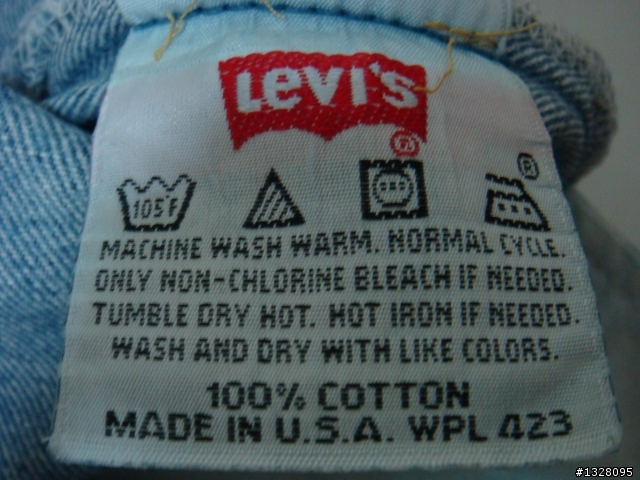 LEVI'S
®
105°F
®
MACHINE WASH WARM. NORMAL CYCLE.
ONLY NON-CHLORINE BLEACH IF NEEDED.
TUMBLE DRY HOT. HOT IRON IF NEEDED.
WASH AND DRY WITH LIKE COLORS.
100% COTTON
MADE IN U.S.A. WPL 423
#1328095